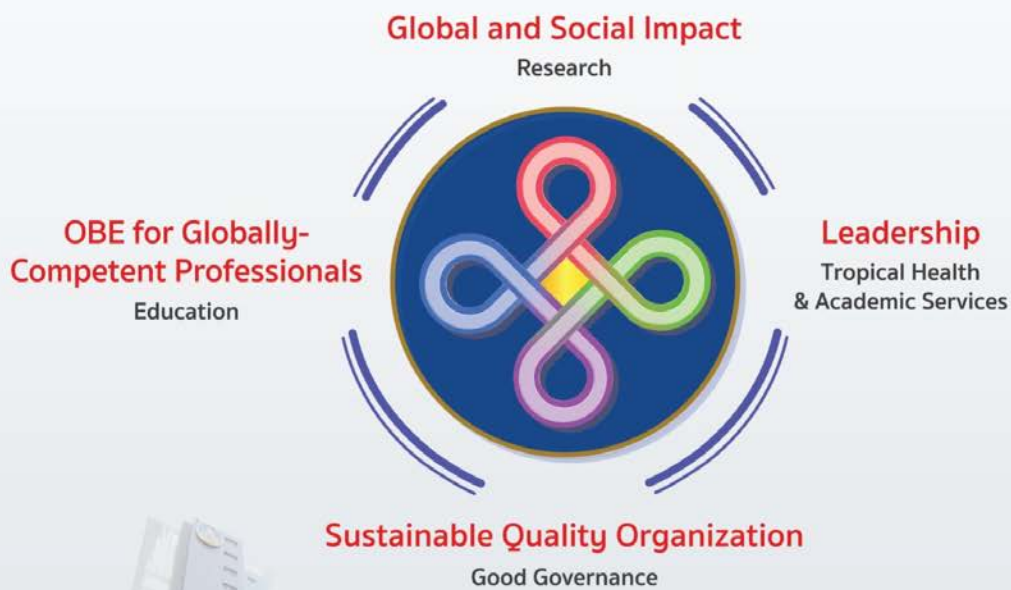 Global and Social Impact
Research
OBE for Globally-
Competent Professionals
Education
Leadership
Tropical Health
& Academic Services
Sustainable Quality Organization
Good Governance